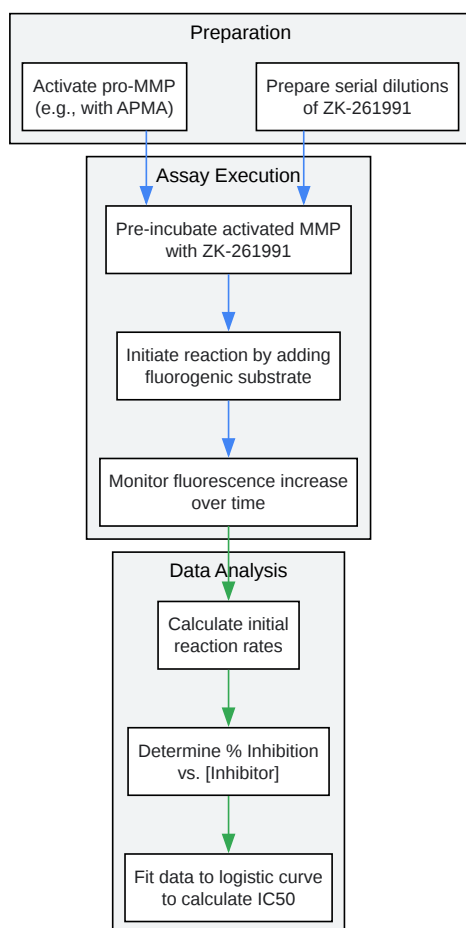 Preparation
Activate pro-MMP
(e.g., with APMA)
Prepare serial dilutions
of ZK-261991
Assay Execution
Pre-incubate activated MMP
with ZK-261991
Initiate reaction by adding
fluorogenic substrate
Monitor fluorescence increase
over time
Data Analysis
Calculate initial
reaction rates
Determine % Inhibition
vs. [Inhibitor]
Fit data to logistic curve
to calculate IC50